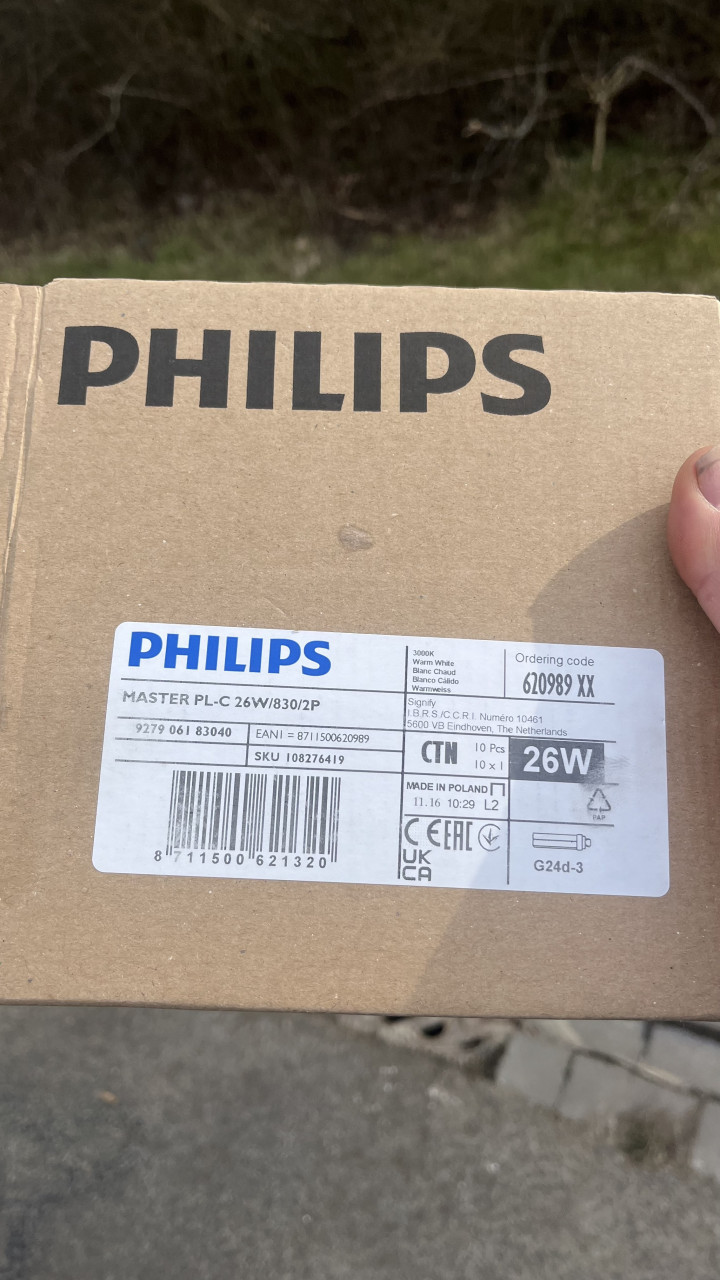 PHILIPS
PHILIPS
MASTER PL-C 26W/830/2P
9279 061 83040
EAN1 = 8711500620989
SKU 108276419
8 711500 621320
3000K
Warm White
Blanc Chaud
Blanco Cálido
Warmweiss
Ordering code
620989 XX
Signify
I.B.R.S./C.C.R.I. Numéro 10461
5600 VB Eindhoven, The Netherlands
CTN
10 Pcs
10 x 1
26W
MADE IN POLAND
11.16 10:29 L2
PAP
CE EAC
UK
CA
G24d-3